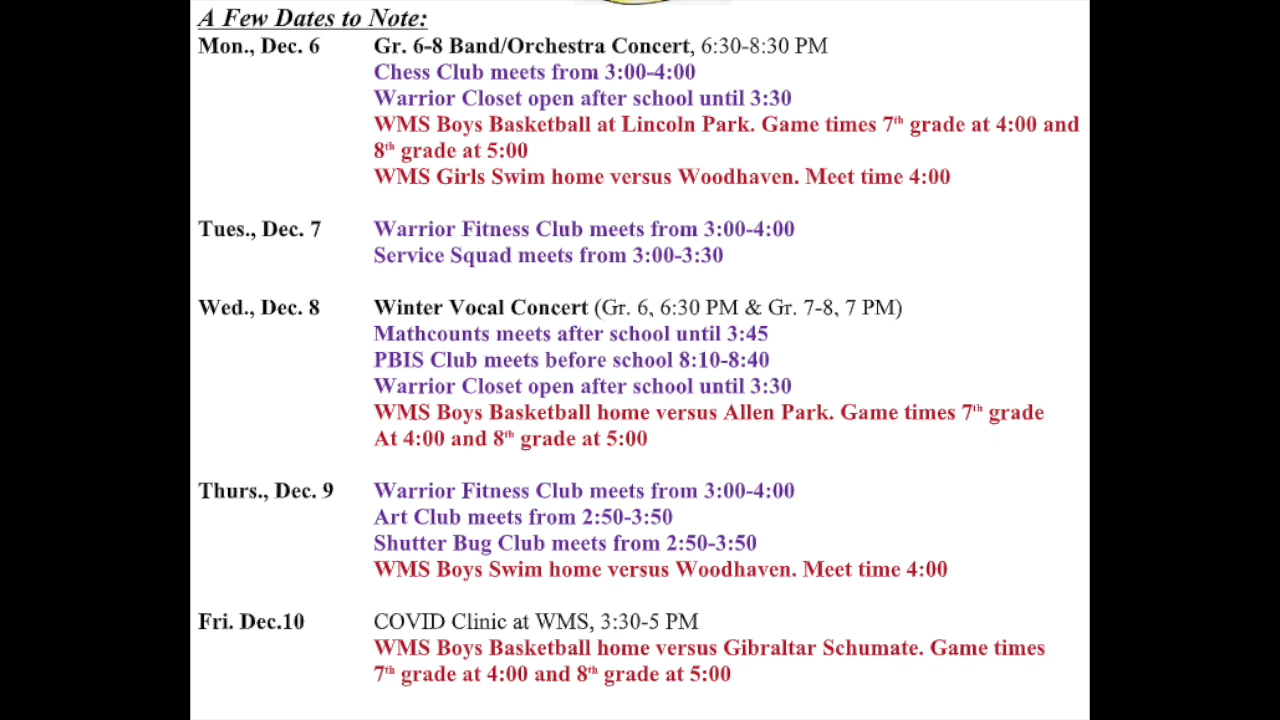 A Few Dates to Note:
Mon., Dec. 6 Gr. 6-8 Band/Orchestra Concert, 6:30-8:30 PM
Chess Club meets from 3:00-4:00
Warrior Closet open after school until 3:30
WMS Boys Basketball at Lincoln Park. Game times 7th grade at 4:00 and
8th grade at 5:00
WMS Girls Swim home versus Woodhaven. Meet time 4:00
Tues., Dec. 7 Warrior Fitness Club meets from 3:00-4:00
Service Squad meets from 3:00-3:30
Wed., Dec. 8 Winter Vocal Concert (Gr. 6, 6:30 PM & Gr. 7-8, 7 PM)
Mathcounts meets after school until 3:45
PBIS Club meets before school 8:10-8:40
Warrior Closet open after school until 3:30
WMS Boys Basketball home versus Allen Park. Game times 7th grade
At 4:00 and 8th grade at 5:00
Thurs., Dec. 9 Warrior Fitness Club meets from 3:00-4:00
Art Club meets from 2:50-3:50
Shutter Bug Club meets from 2:50-3:50
WMS Boys Swim home versus Woodhaven. Meet time 4:00
Fri. Dec.10 COVID Clinic at WMS, 3:30-5 PM
WMS Boys Basketball home versus Gibraltar Schumate. Game times
7th grade at 4:00 and 8th grade at 5:00